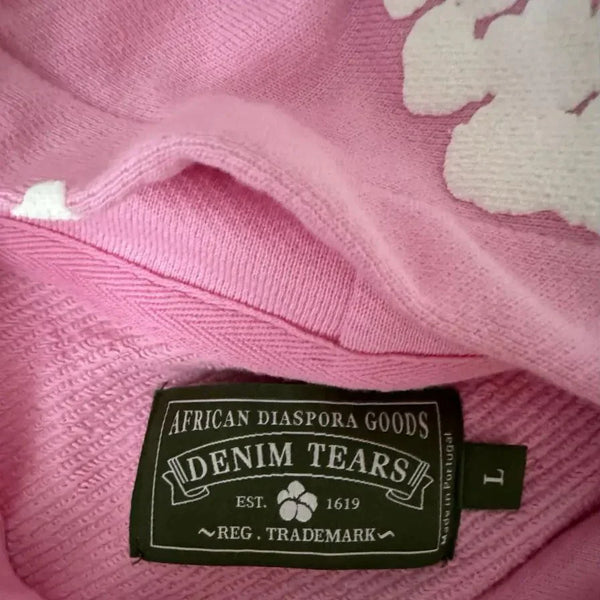 AFRICAN DIASPORA GOODS
DENIM TEARS
EST. 1619
~REG. TRADEMARK~
Made in Portugal
L